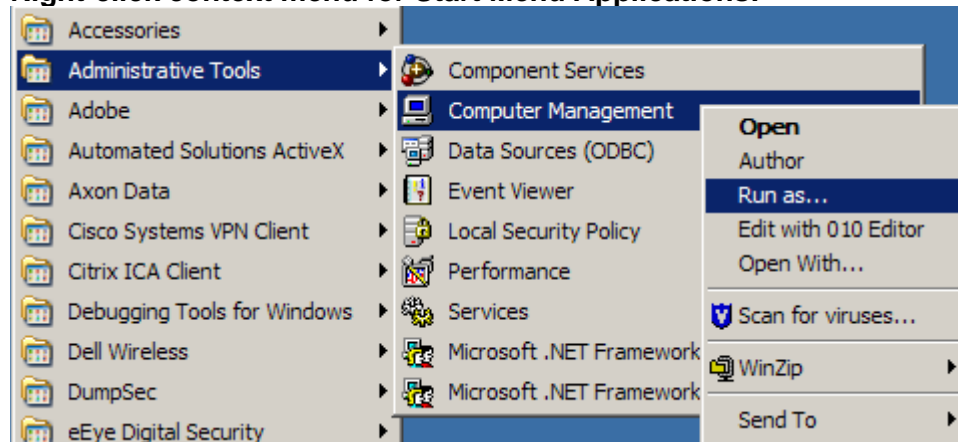 Right-click context menu for Start Menu Applications:
Accessories
Administrative Tools
Adobe
Automated Solutions ActiveX
Axon Data
Cisco Systems VPN Client
Citrix ICA Client
Debugging Tools for Windows
Dell Wireless
DumpSec
eEye Digital Security
Component Services
Computer Management
Data Sources (ODBC)
Event Viewer
Local Security Policy
Performance
Services
Microsoft .NET Framework
Microsoft .NET Framework
Open
Author
Run as...
Edit with 010 Editor
Open With...
Scan for viruses...
WinZip
Send To